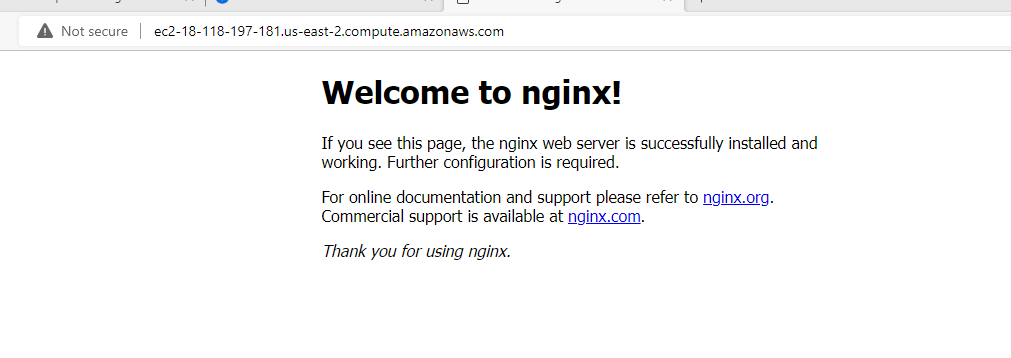 Not secure | ec2-18-118-197-181.us-east-2.compute.amazonaws.com
Welcome to nginx!
If you see this page, the nginx web server is successfully installed and
working. Further configuration is required.
For online documentation and support please refer to nginx.org.
Commercial support is available at nginx.com.
Thank you for using nginx.